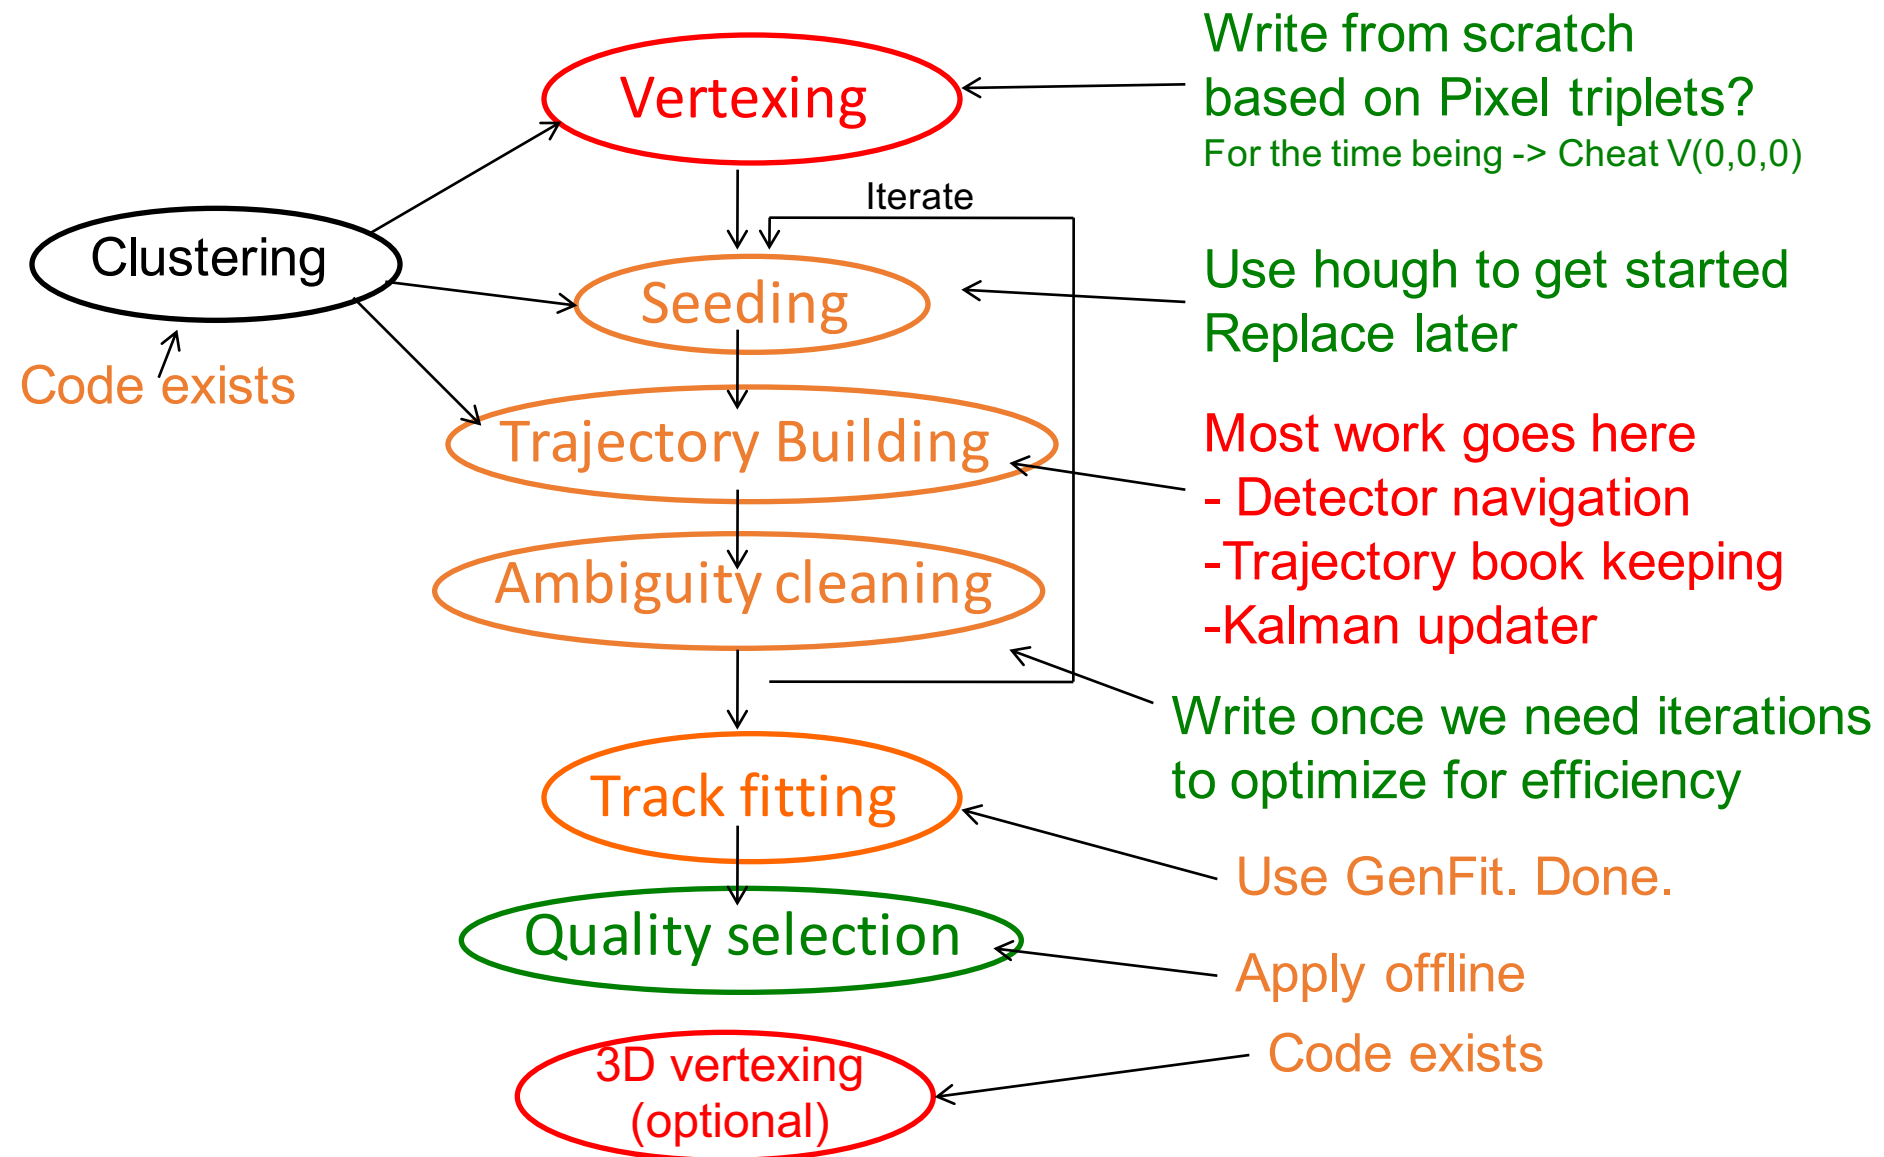 Write from scratch
based on Pixel triplets?
For the time being -> Cheat V(0,0,0)
Vertexing
Iterate
Clustering
Code exists
Seeding
Use hough to get started
Replace later
Trajectory Building
Most work goes here
- Detector navigation
-Trajectory book keeping
-Kalman updater
Ambiguity cleaning
Write once we need iterations
to optimize for efficiency
Track fitting
Use GenFit. Done.
Quality selection
Apply offline
3D vertexing
(optional)
Code exists